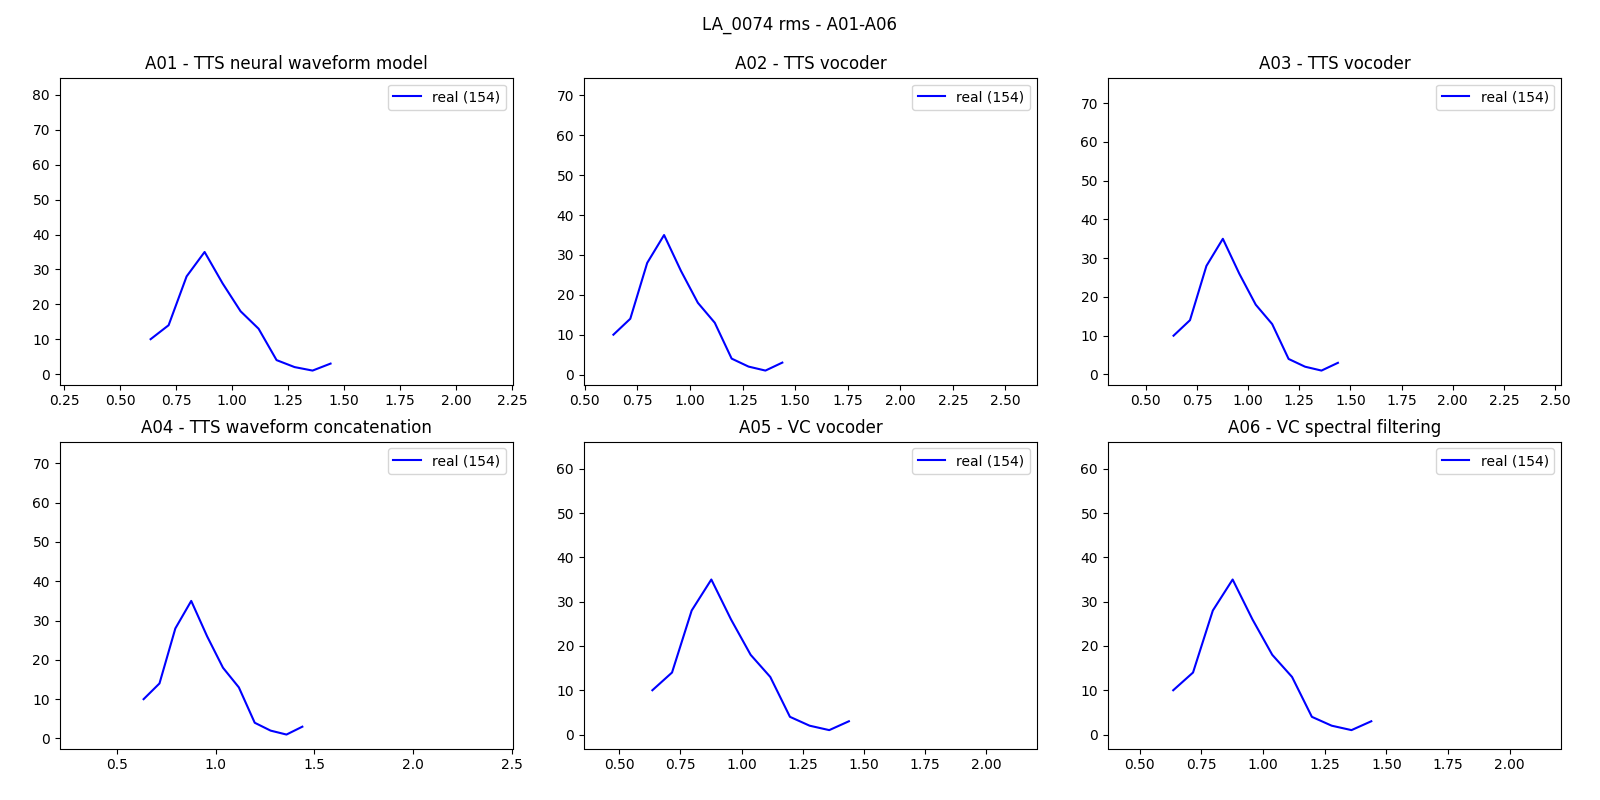 LA_0074 rms - A01-A06
A01 - TTS neural waveform model
real (154)
80
70
60
50
40
30
20
10
0
0.25 0.50 0.75 1.00 1.25 1.50 1.75 2.00 2.25
A02 - TTS vocoder
real (154)
70
60
50
40
30
20
10
0
0.50 0.75 1.00 1.25 1.50 1.75 2.00 2.25 2.50
A03 - TTS vocoder
real (154)
70
60
50
40
30
20
10
0
0.50 0.75 1.00 1.25 1.50 1.75 2.00 2.25 2.50
A04 - TTS waveform concatenation
real (154)
70
60
50
40
30
20
10
0
0.5 1.0 1.5 2.0 2.5
A05 - VC vocoder
real (154)
60
50
40
30
20
10
0
0.50 0.75 1.00 1.25 1.50 1.75 2.00
A06 - VC spectral filtering
real (154)
60
50
40
30
20
10
0
0.50 0.75 1.00 1.25 1.50 1.75 2.00